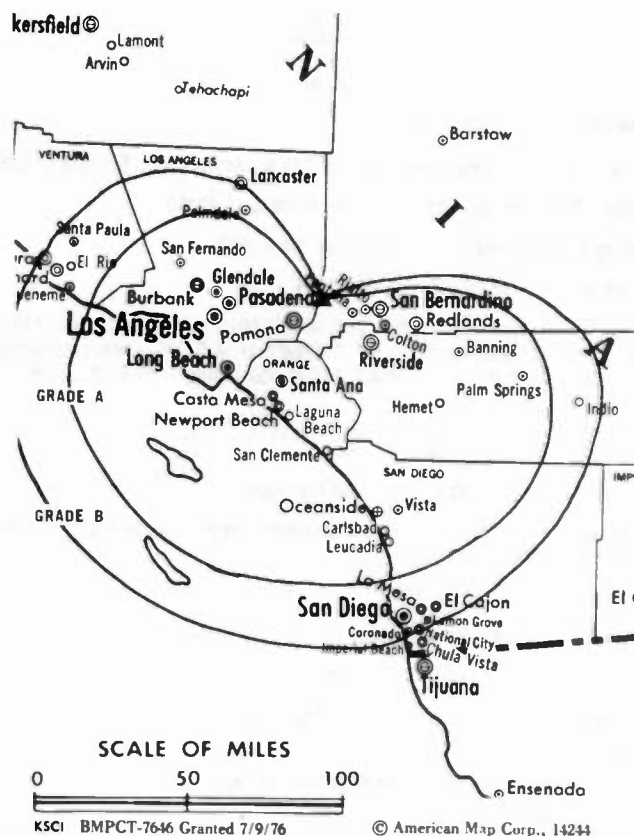 kersfield
Lamont
Arvin
Tehachapi
N
Barstow
VENTURA
LOS ANGELES
Lancaster
Palmdale
I
Santa Paula
El Rio
San Fernando
Glendale
Burbank
Pasadena
San Bernardino
Redlands
Los Angeles
Pomona
Colton
Riverside
Banning
A
Long Beach
ORANGE
Santa Ana
Palm Springs
GRADE A
Costa Mesa
Newport Beach
Laguna
Beach
Hemet
Indio
San Clemente
SAN DIEGO
IMP
GRADE B
Oceanside
Vista
Carlsbad
Leucadia
La Mesa
El Cajon
El C
San Diego
Lemon Grove
Coronado
National City
Imperial Beach
Chula Vista
Tijuana
SCALE OF MILES
0 50 100
Ensenada
KSCI BMPCT-7646 Granted 7/9/76 © American Map Corp., 14244